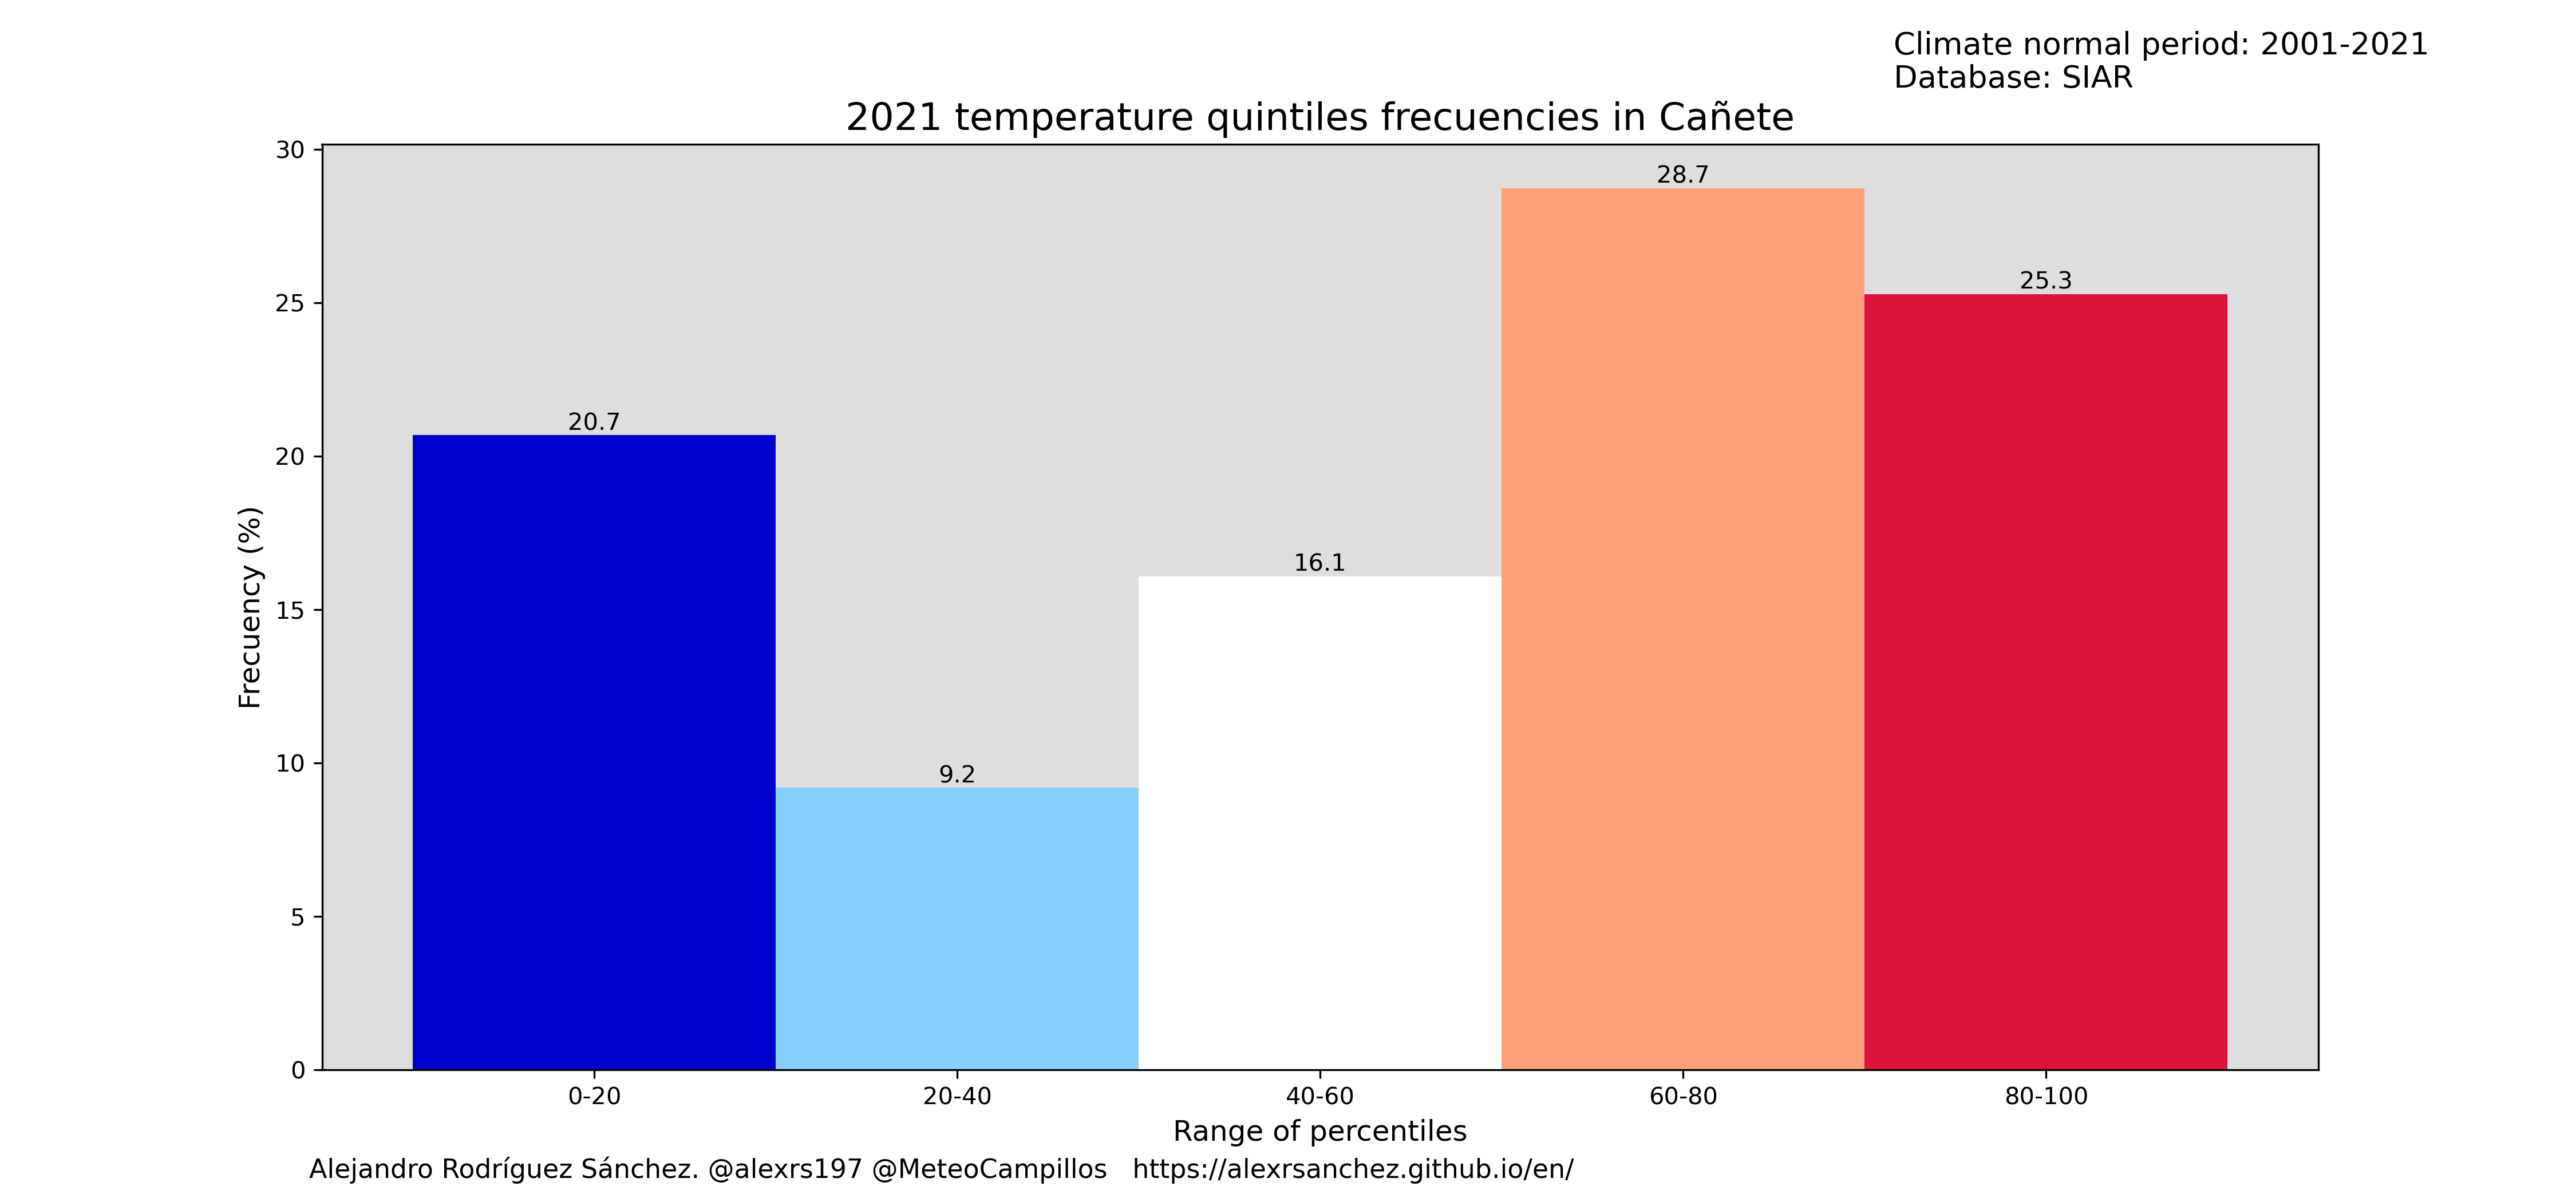 Climate normal period: 2001-2021
Database: SIAR
2021 temperature quintiles frecuencies in Cañete
30
25
20
15
10
5
0
Frecuency (%)
20.7
9.2
16.1
28.7
25.3
0-20
20-40
40-60
60-80
80-100
Range of percentiles
Alejandro Rodríguez Sánchez. @alexrs197 @MeteoCampillos   https://alexrsanchez.github.io/en/